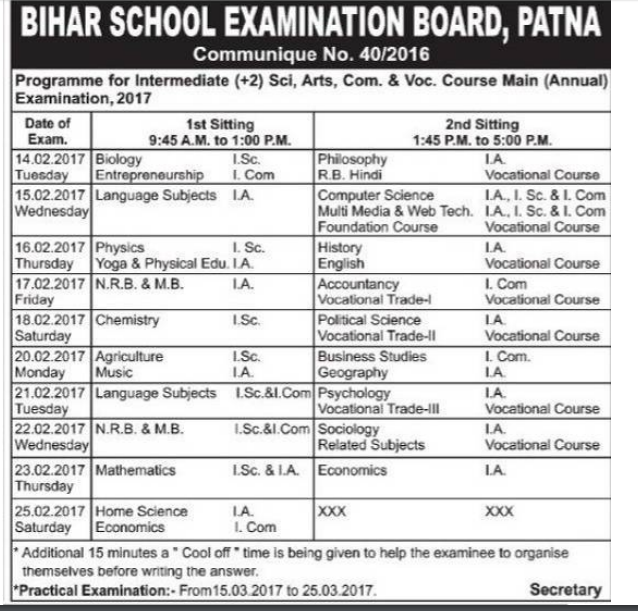 BIHAR SCHOOL EXAMINATION BOARD, PATNA
Communique No. 40/2016
Programme for Intermediate (+2) Sci, Arts, Com. & Voc. Course Main (Annual)
Examination, 2017
Date of Exam. 1st Sitting 9:45 A.M. to 1:00 P.M. 2nd Sitting 1:45 P.M. to 5:00 P.M.
14.02.2017 Biology I.Sc. Philosophy I.A.
Tuesday Entrepreneurship I. Com R.B. Hindi Vocational Course
15.02.2017 Language Subjects I.A. Computer Science I.A., I. Sc. & I. Com
Wednesday Multi Media & Web Tech. I.A., I. Sc. & I. Com
Foundation Course Vocational Course
16.02.2017 Physics I. Sc. History I.A.
Thursday Yoga & Physical Edu. I.A. English Vocational Course
17.02.2017 N.R.B. & M.B. I.A. Accountancy I. Com
Friday Vocational Trade-I Vocational Course
18.02.2017 Chemistry I.Sc. Political Science I.A.
Saturday Vocational Trade-II Vocational Course
20.02.2017 Agriculture I.Sc. Business Studies I. Com.
Monday Music I.A. Geography I.A.
21.02.2017 Language Subjects I.Sc.&I.Com Psychology I.A.
Tuesday Vocational Trade-III Vocational Course
22.02.2017 N.R.B. & M.B. I.Sc.&I.Com Sociology I.A.
Wednesday Related Subjects Vocational Course
23.02.2017 Mathematics I.Sc. & I.A. Economics I.A.
Thursday
25.02.2017 Home Science I.A. XXX XXX
Saturday Economics I. Com
* Additional 15 minutes a " Cool off " time is being given to help the examinee to organise
themselves before writing the answer.
*Practical Examination:- From15.03.2017 to 25.03.2017. Secretary